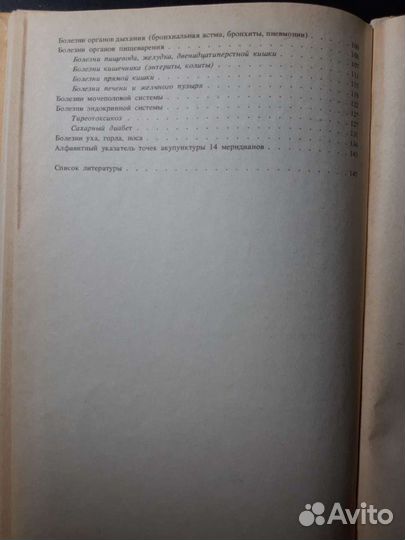 Болезни органов дыхания (бронхиальная астма, бронхиты, пневмонии) . . 100
Болезни органов пищеварения
Болезни пищевода, желудка, двенадцатиперстной кишки
Болезни кишечника (энтериты, колиты)
Болезни прямой кишки
Болезни печени и желчного пузыря
Болезни мочеполовой системы
Болезни эндокринной системы
Тиреотоксикоз
Сахарный диабет
Болезни уха, горла, носа
Алфавитный указатель точек акупунктуры 14 меридианов
Список литературы
Avito